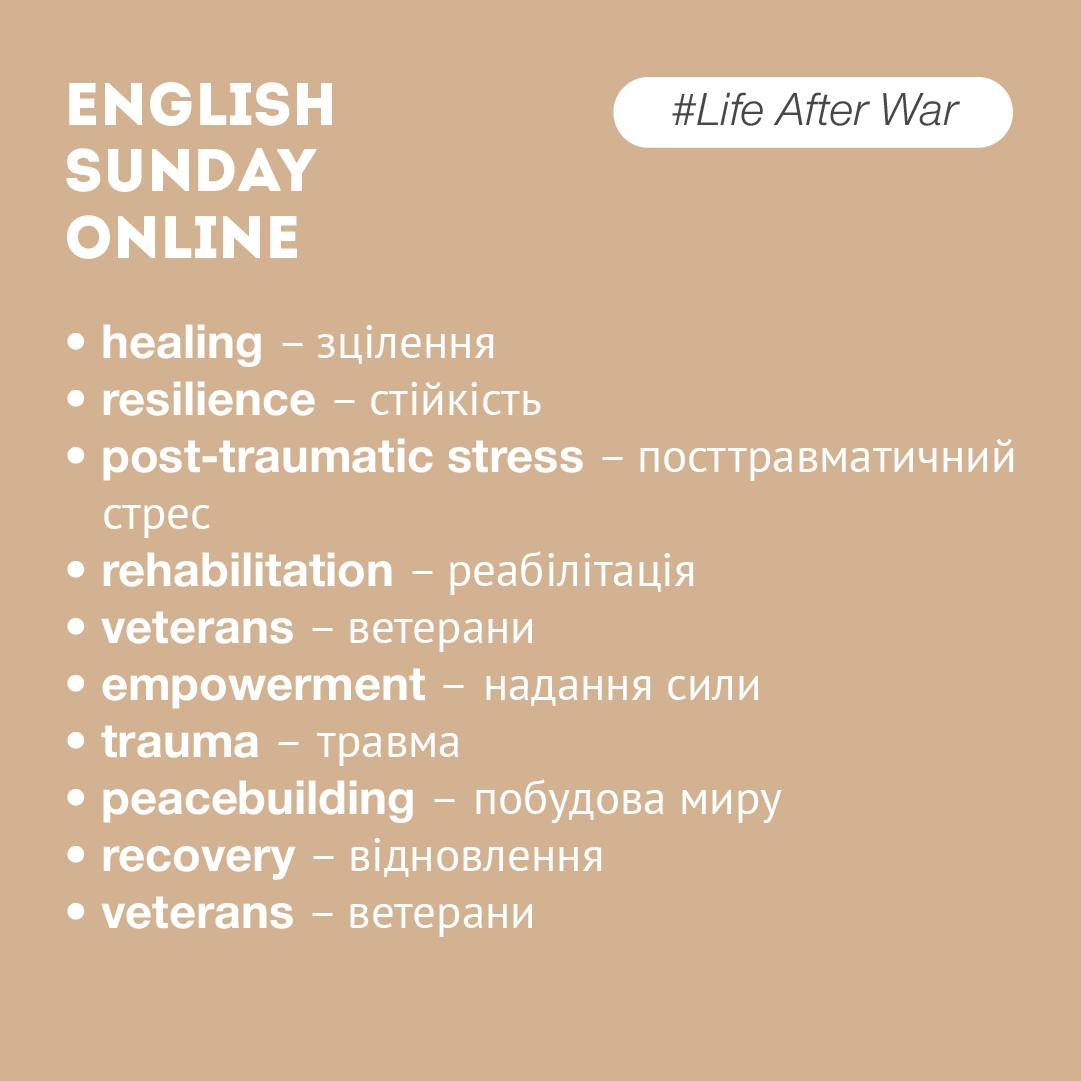 ENGLISH
SUNDAY
ONLINE
#Life After War
• healing – зцілення
• resilience – стійкість
• post-traumatic stress – посттравматичний
стрес
• rehabilitation – реабілітація
• veterans – ветерани
• empowerment – надання сили
• trauma – травма
• peacebuilding – побудова миру
• recovery – відновлення
• veterans – ветерани